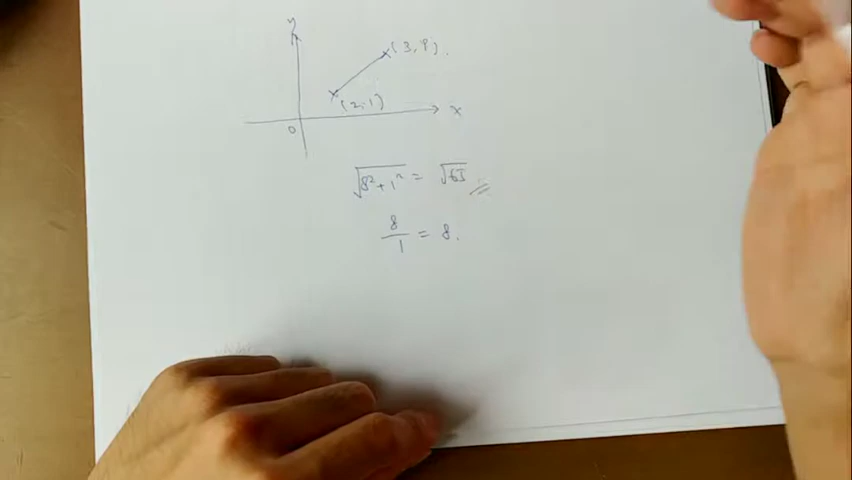 y
(3,9).
(2,1)
0
x
√8²+1² = √65
8/1 = 8.